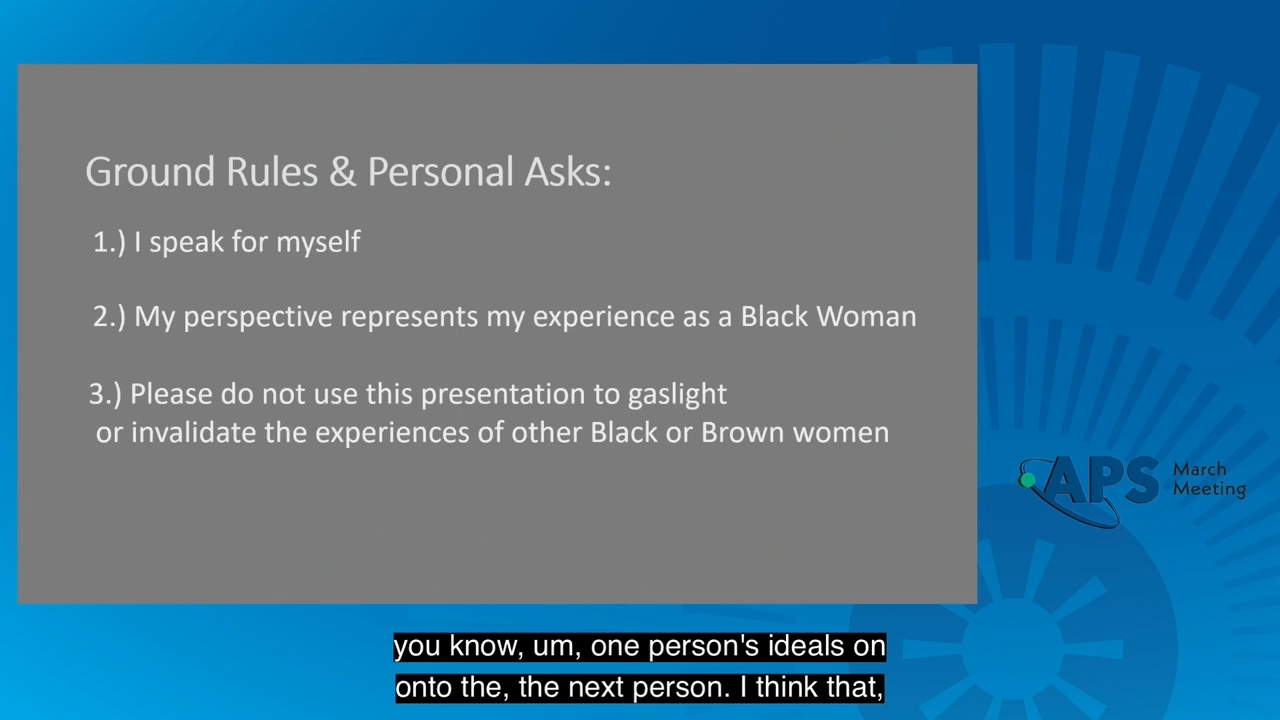 Ground Rules & Personal Asks:
1.) I speak for myself
2.) My perspective represents my experience as a Black Woman
3.) Please do not use this presentation to gaslight
or invalidate the experiences of other Black or Brown women
APS March
Meeting
you know, um, one person's ideals on
onto the, the next person. I think that,